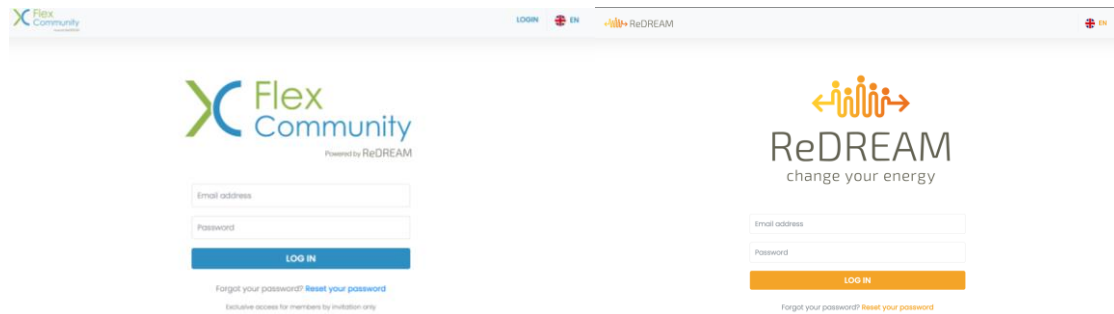 Flex
Community
LOGIN
EN
Flex
Community
Powered by ReDREAM
Email address
Password
LOG IN
Forgot your password? Reset your password
Exclusive access for members by invitation only
ReDREAM
EN
ReDREAM
change your energy
Email address
Password
LOG IN
Forgot your password? Reset your password